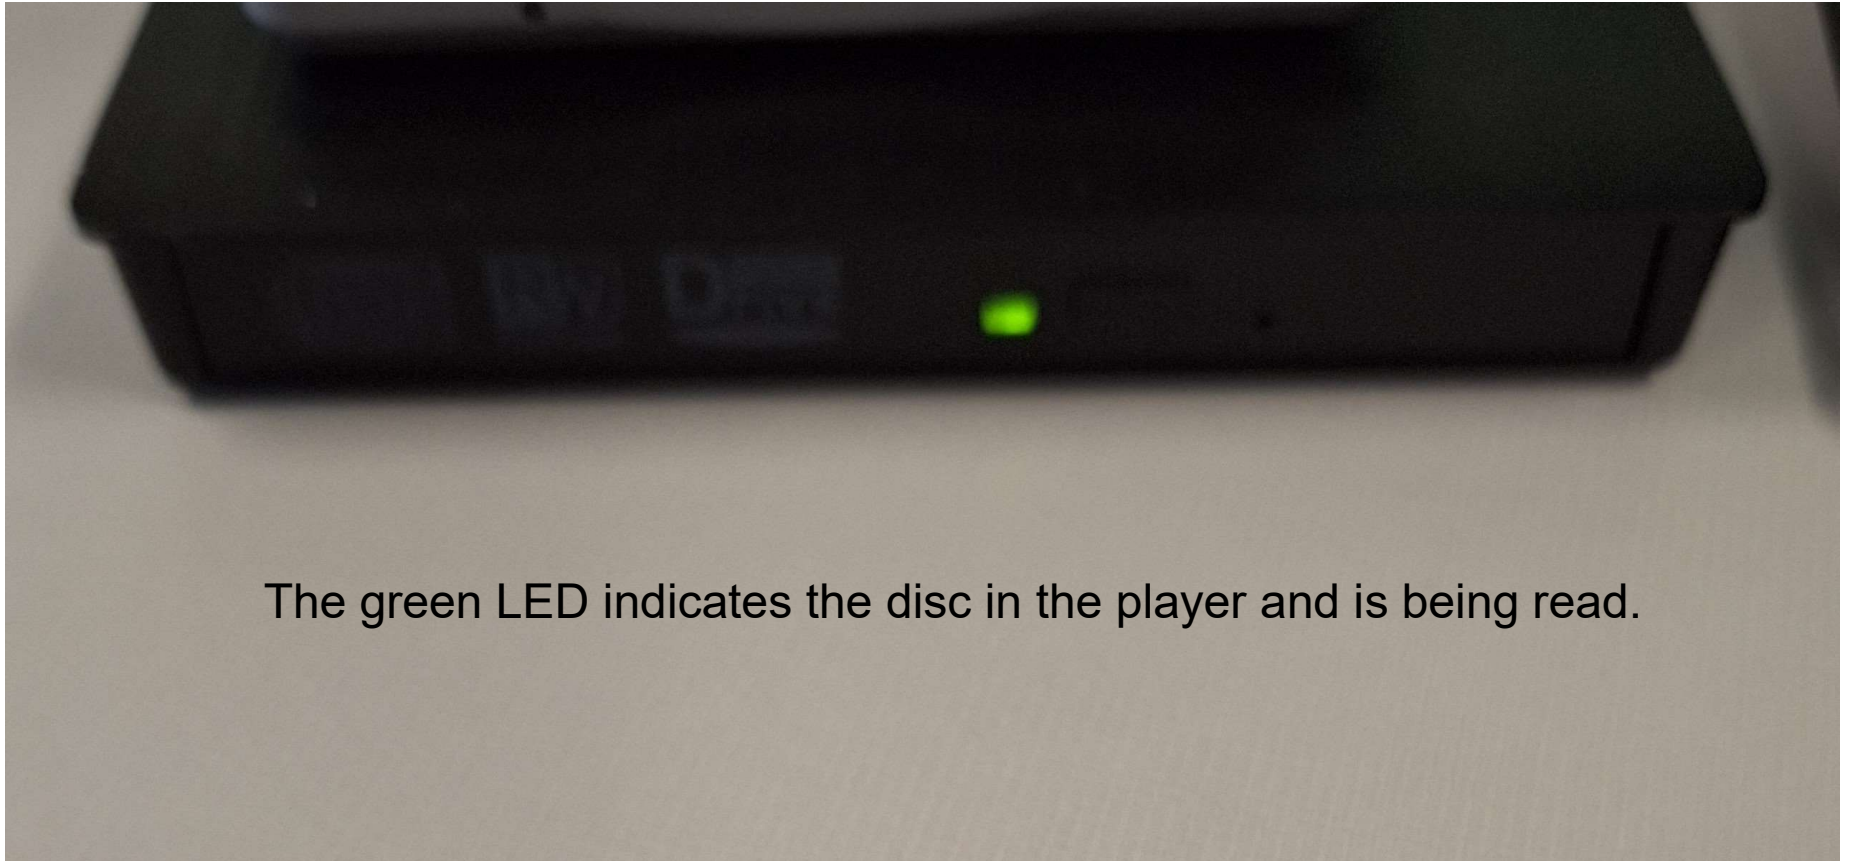 The green LED indicates the disc in the player and is being read.